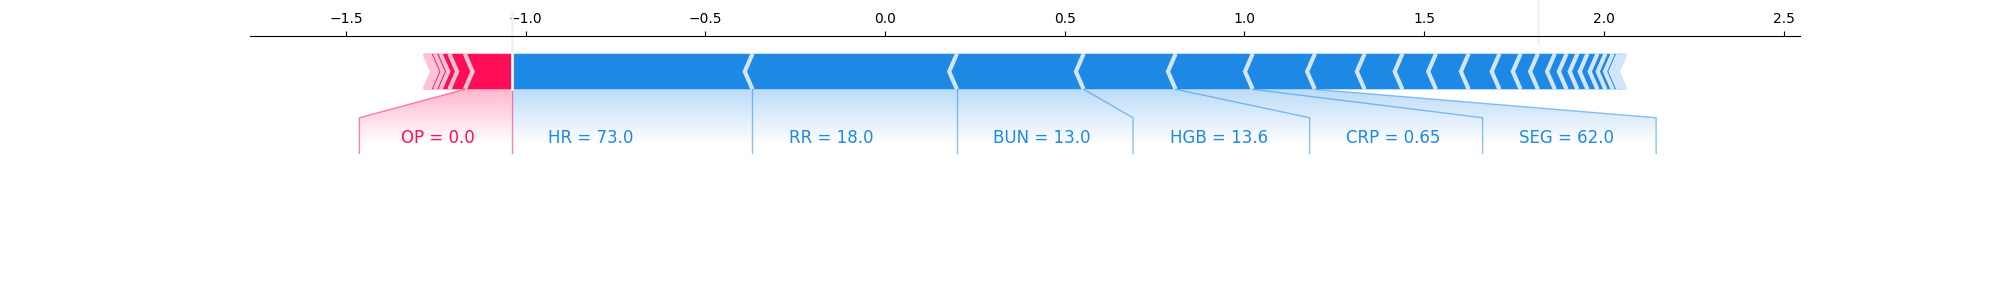 −1.5 −1.0 −0.5 0.0 0.5 1.0 1.5 2.0 2.5
OP = 0.0 HR = 73.0 RR = 18.0 BUN = 13.0 HGB = 13.6 CRP = 0.65 SEG = 62.0